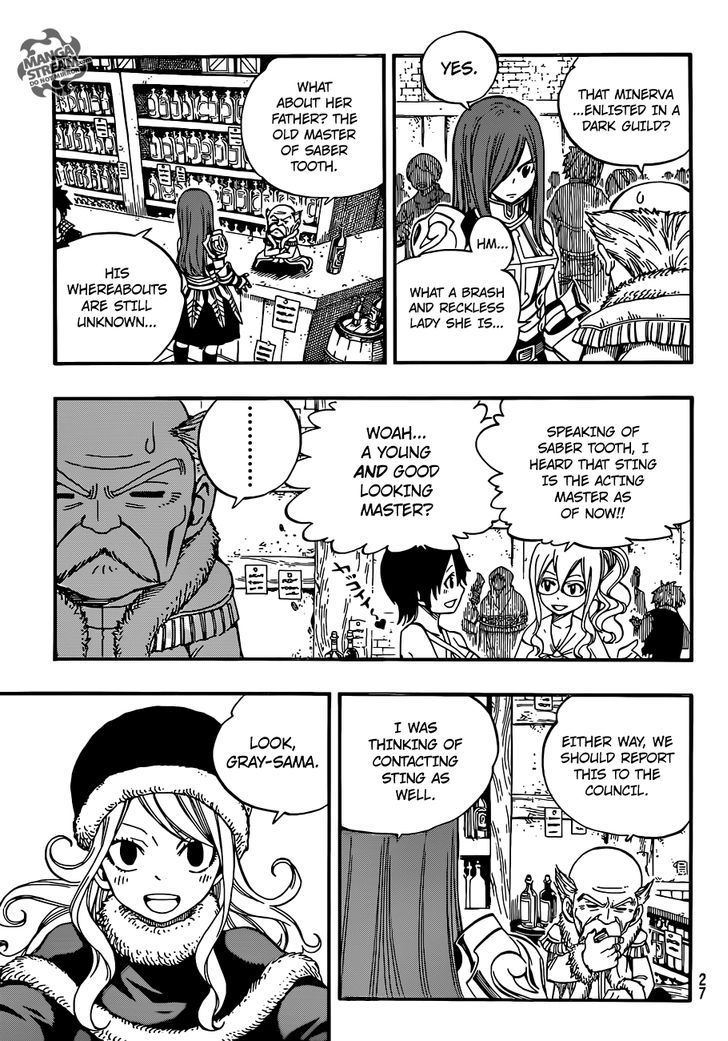 MANGA
STREAM
THAT MINERVA
...ENLISTED IN A
DARK GUILD?
YES.
HM...
WHAT A BRASH
AND RECKLESS
LADY SHE IS...
WHAT
ABOUT HER
FATHER? THE
OLD MASTER
OF SABER
TOOTH.
HIS
WHEREABOUTS
ARE STILL
UNKNOWN...
SPEAKING OF
SABER TOOTH, I
HEARD THAT STING
IS THE ACTING
MASTER AS
OF NOW!!
WOAH...
A YOUNG
AND GOOD
LOOKING
MASTER?
EITHER WAY, WE
SHOULD REPORT
THIS TO THE
COUNCIL.
I WAS
THINKING OF
CONTACTING
STING AS
WELL.
LOOK,
GRAY-SAMA.
27